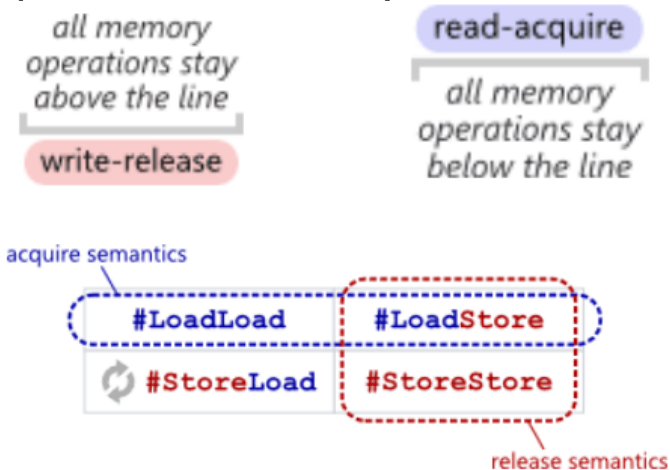 all memory
operations stay
above the line
write-release
read-acquire
all memory
operations stay
below the line
acquire semantics
#LoadLoad
#LoadStore
#StoreLoad
#StoreStore
release semantics